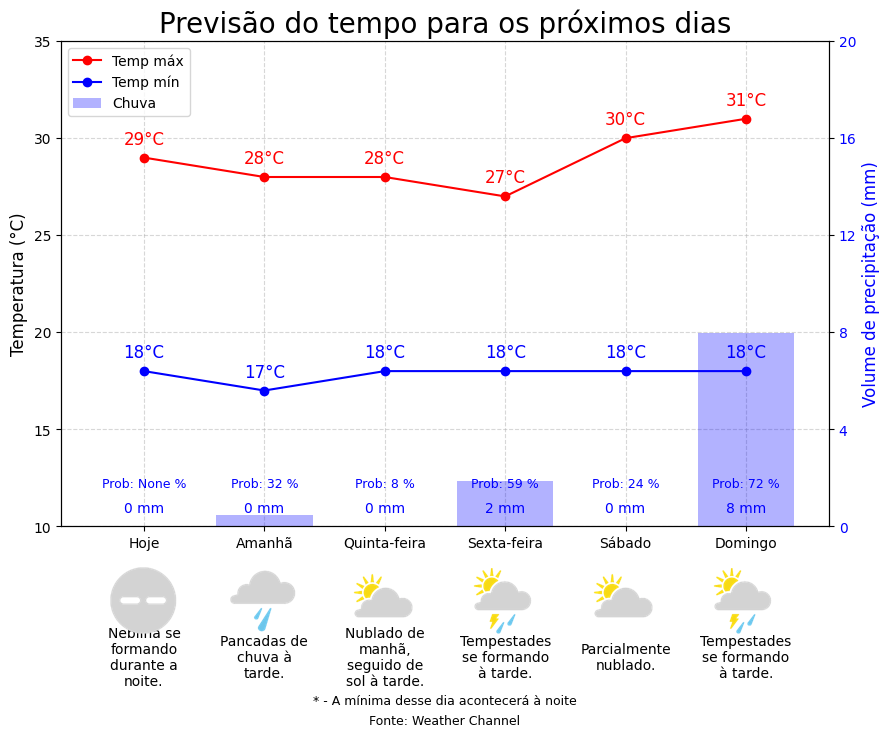 Previsão do tempo para os próximos dias
Temp máx
Temp mín
Chuva
Temperatura (°C)
35
30
25
20
15
10
Volume de precipitação (mm)
20
16
12
8
4
0
29°C
28°C
28°C
27°C
30°C
31°C
18°C
17°C
18°C
18°C
18°C
18°C
Prob: None %
Prob: 32 %
Prob: 8 %
Prob: 59 %
Prob: 24 %
Prob: 72 %
0 mm
0 mm
0 mm
2 mm
0 mm
8 mm
Hoje
Amanhã
Quinta-feira
Sexta-feira
Sábado
Domingo
Neblina se
formando
durante a
noite.
Pancadas de
chuva à
tarde.
Nublado de
manhã,
seguido de
sol à tarde.
Tempestades
se formando
à tarde.
Parcialmente
nublado.
Tempestades
se formando
à tarde.
* - A mínima desse dia acontecerá à noite
Fonte: Weather Channel